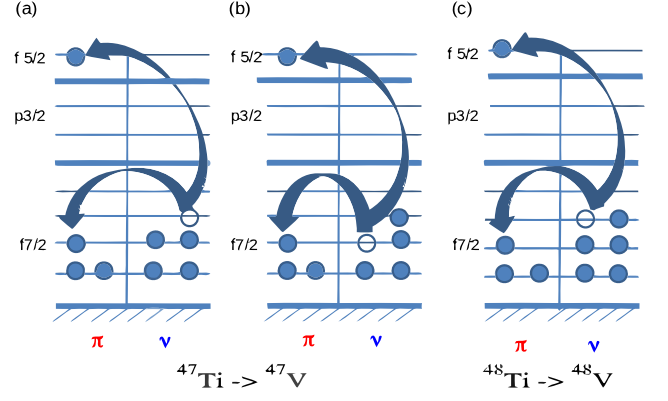 (a) (b) (c)
f 5/2 f 5/2 f 5/2
p3/2 p3/2 p3/2
f7/2 f7/2 f7/2
π ν π ν π ν
⁴⁷Ti -> ⁴⁷V ⁴⁸Ti -> ⁴⁸V